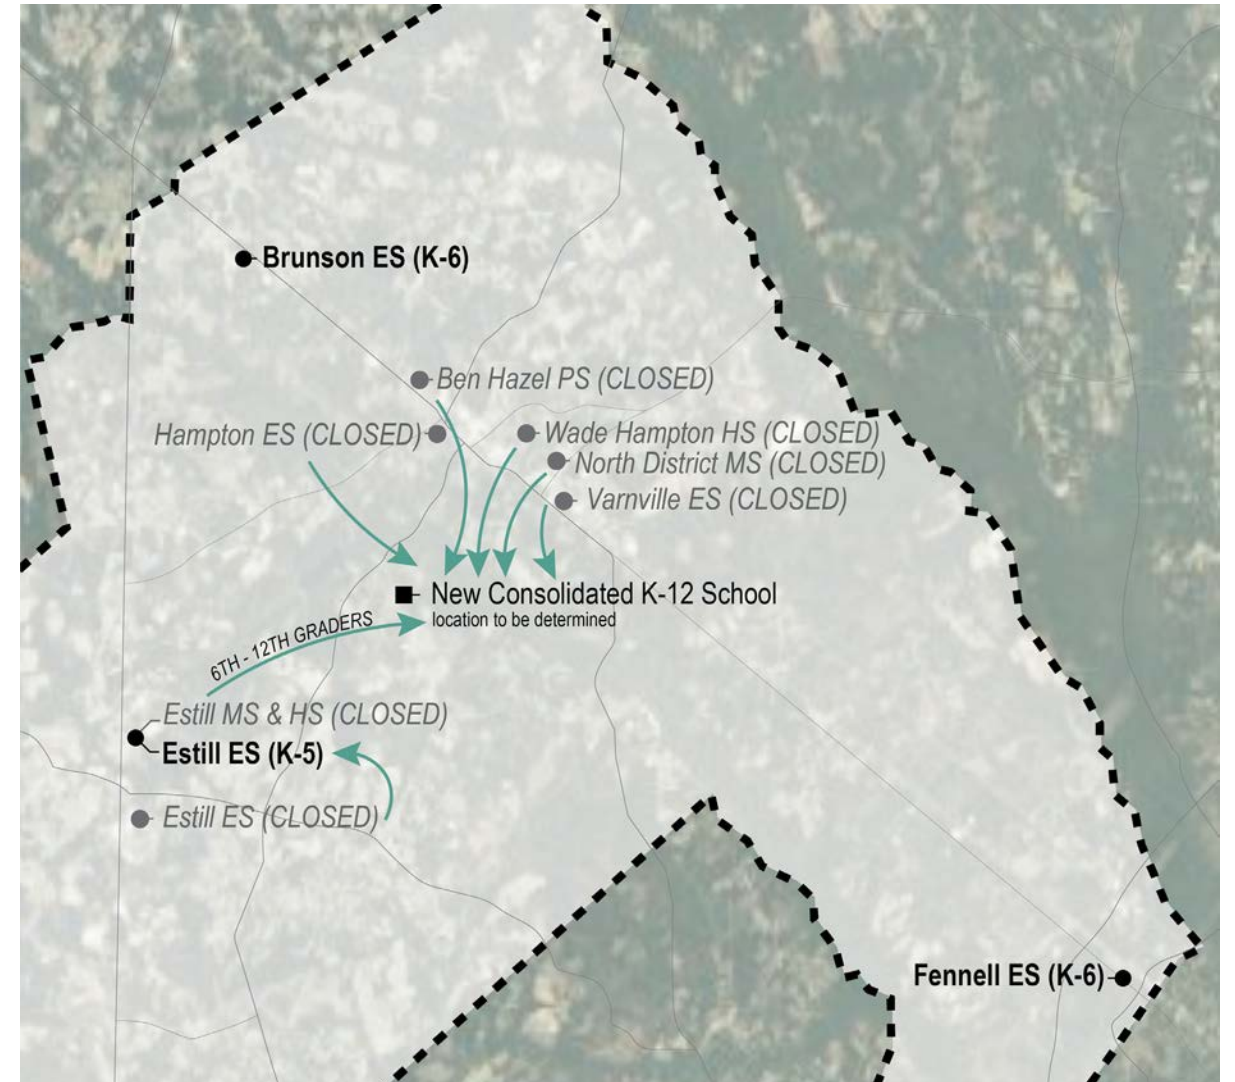 Brunson ES (K-6)
Ben Hazel PS (CLOSED)
Hampton ES (CLOSED)
Wade Hampton HS (CLOSED)
North District MS (CLOSED)
Varnville ES (CLOSED)
New Consolidated K-12 School
location to be determined
6TH - 12TH GRADERS
Estill MS & HS (CLOSED)
Estill ES (K-5)
Estill ES (CLOSED)
Fennell ES (K-6)